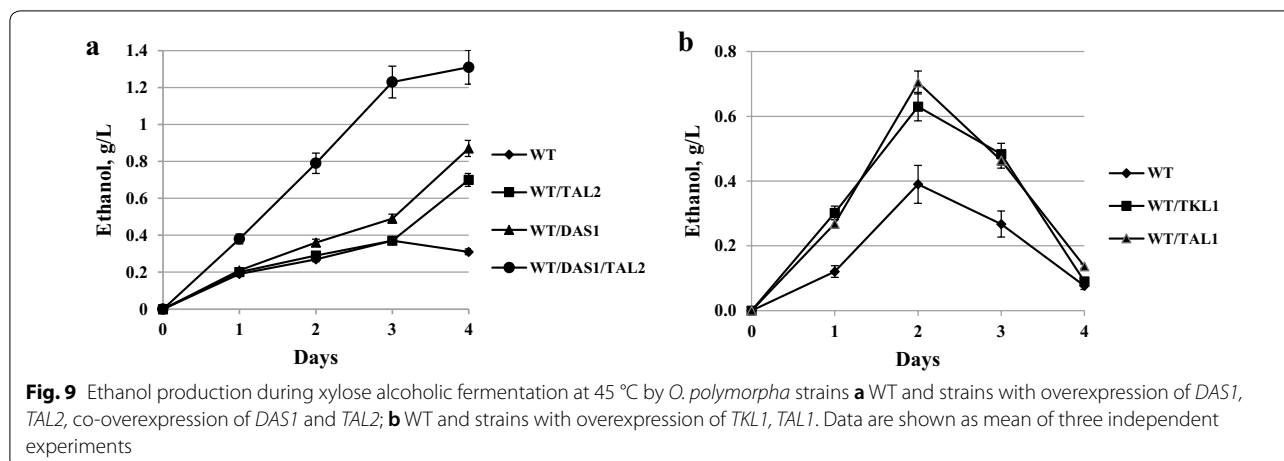 a
1.4
1.2
1
0.8
0.6
0.4
0.2
0
Ethanol, g/L
0 1 2 3 4
Days
WT
WT/TAL2
WT/DAS1
WT/DAS1/TAL2
b
0.8
0.6
0.4
0.2
0.0
Ethanol, g/L
0 1 2 3 4
Days
WT
WT/TKL1
WT/TAL1
Fig. 9 Ethanol production during xylose alcoholic fermentation at 45 °C by O. polymorpha strains a WT and strains with overexpression of DAS1,
TAL2, co-overexpression of DAS1 and TAL2; b WT and strains with overexpression of TKL1, TAL1. Data are shown as mean of three independent
experiments